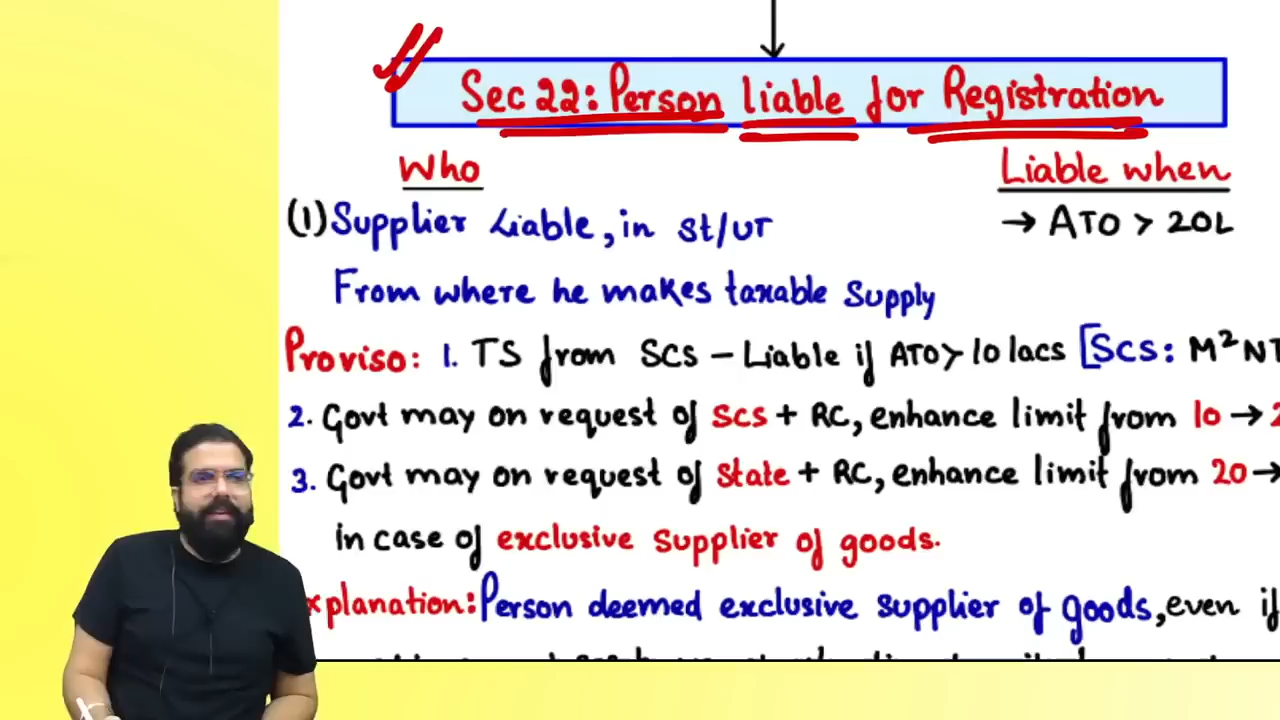 Sec 22: Person liable for Registration
Who
Liable when
(1) Supplier Liable, in St/UT
→ ATO > 20L
From where he makes taxable supply
Proviso: 1. TS from SCS – Liable if ATO > 10 lacs [SCS: M²NT
2. Govt may on request of SCS + RC, enhance limit from 10 →
3. Govt may on request of State + RC, enhance limit from 20 →
in case of exclusive supplier of goods.
xplanation: Person deemed exclusive supplier of goods, even if